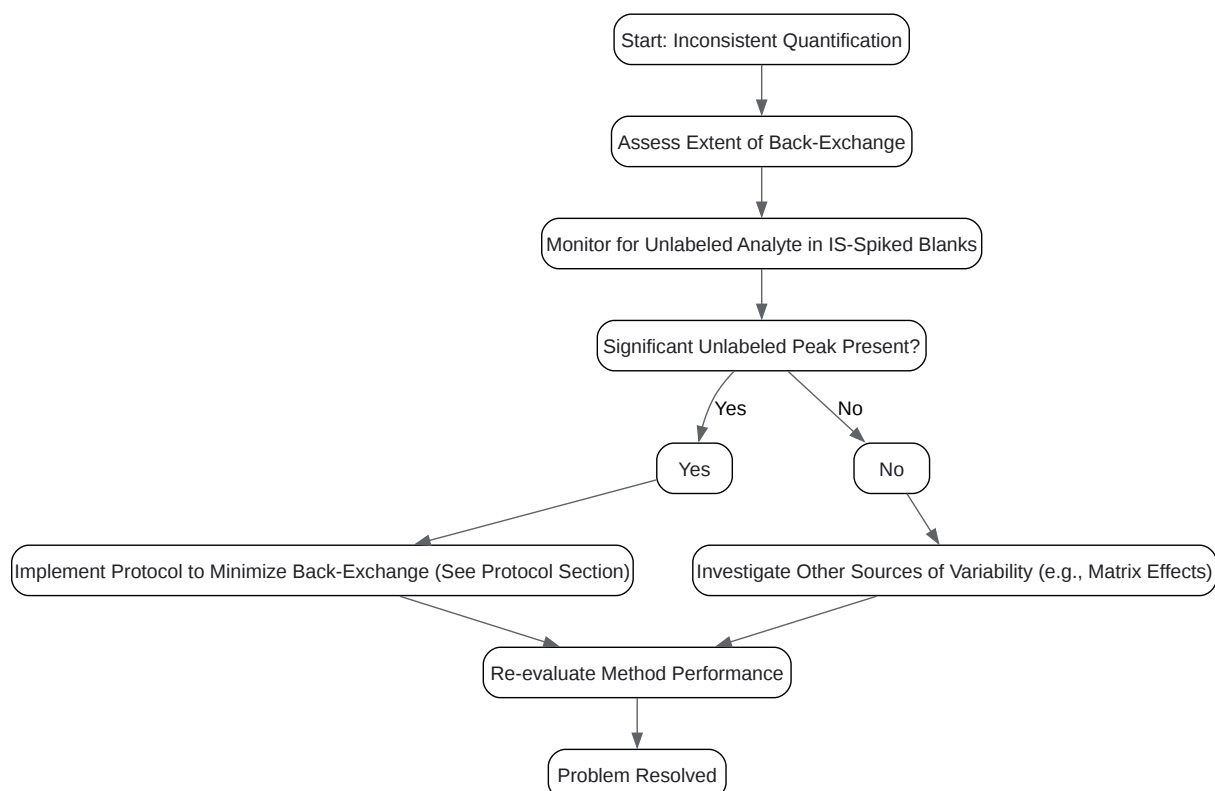 Start: Inconsistent Quantification
Assess Extent of Back-Exchange
Monitor for Unlabeled Analyte in IS-Spiked Blanks
Significant Unlabeled Peak Present?
Yes
No
Yes
No
Implement Protocol to Minimize Back-Exchange (See Protocol Section)
Investigate Other Sources of Variability (e.g., Matrix Effects)
Re-evaluate Method Performance
Problem Resolved